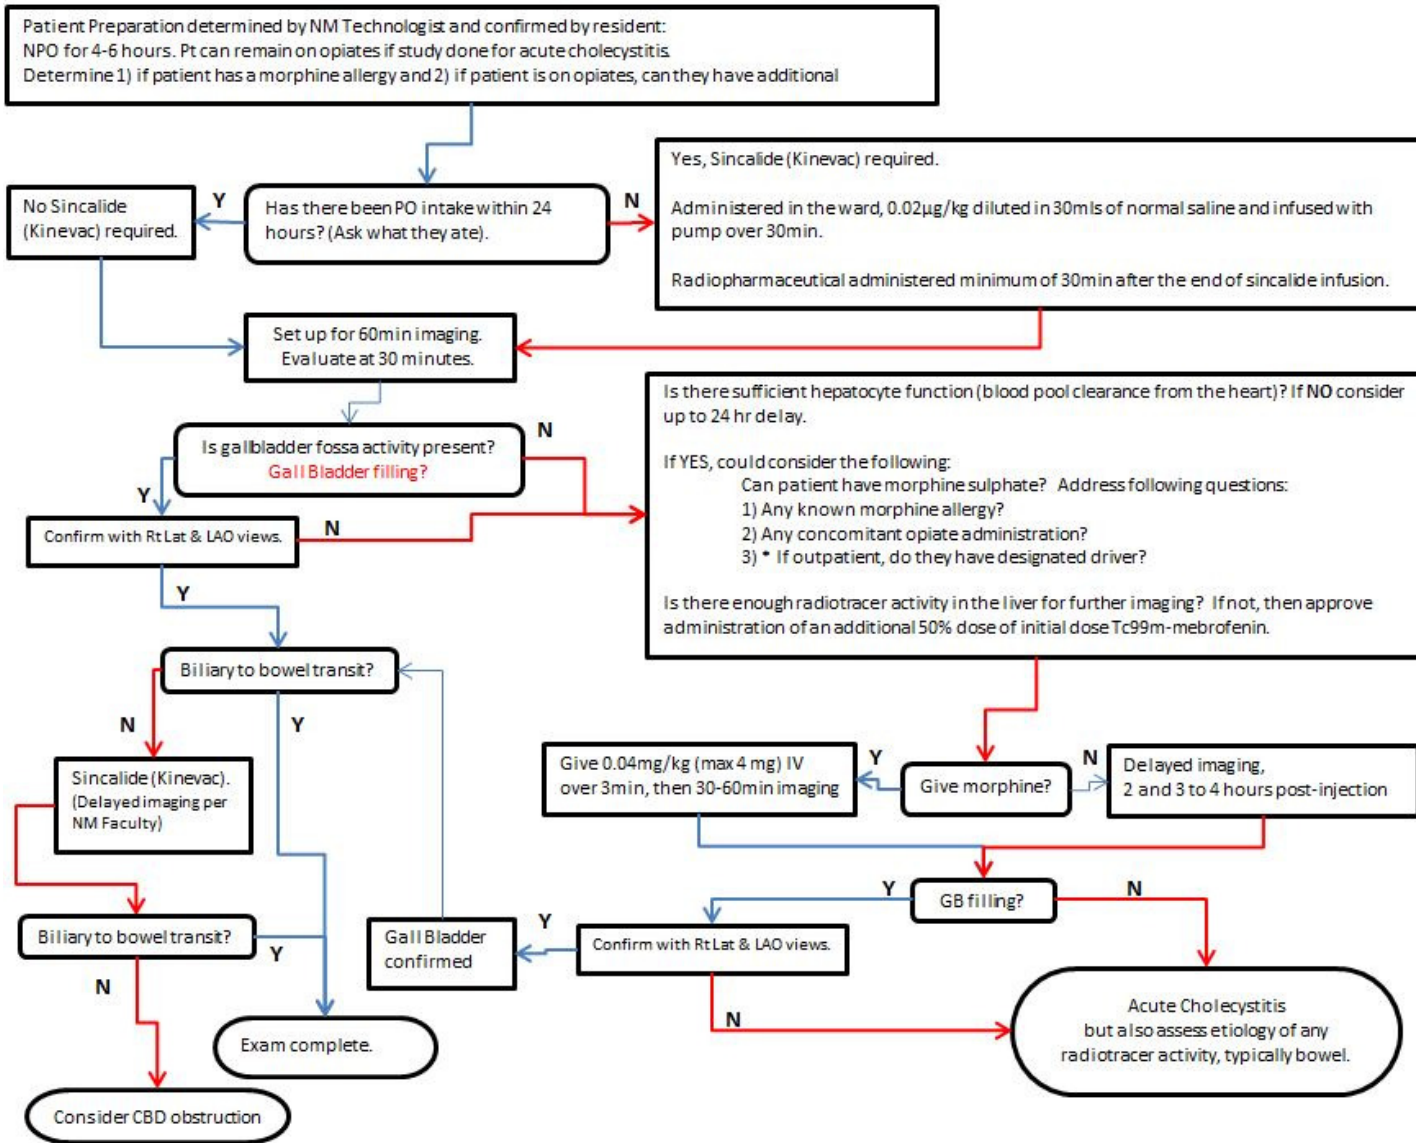 Patient Preparation determined by NM Technologist and confirmed by resident:
NPO for 4-6 hours. Pt can remain on opiates if study done for acute cholecystitis.
Determine 1) if patient has a morphine allergy and 2) if patient is on opiates, can they have additional
Yes, Sincalide (Kinevac) required.
Administered in the ward, 0.02µg/kg diluted in 30mls of normal saline and infused with
pump over 30min.
Radiopharmaceutical administered minimum of 30min after the end of sincalide infusion.
No Sincalide
(Kinevac) required.
Y
Has there been PO intake within 24
hours? (Ask what they ate).
N
Set up for 60min imaging.
Evaluate at 30 minutes.
Is gallbladder fossa activity present?
Gall Bladder filling?
N
Y
Confirm with Rt Lat & LAO views.
N
Y
Is there sufficient hepatocyte function (blood pool clearance from the heart)? If NO consider
up to 24 hr delay.
If YES, could consider the following:
Can patient have morphine sulphate? Address following questions:
1) Any known morphine allergy?
2) Any concomitant opiate administration?
3) * If outpatient, do they have designated driver?
Is there enough radiotracer activity in the liver for further imaging? If not, then approve
administration of an additional 50% dose of initial dose Tc99m-mebrofenin.
Biliary to bowel transit?
N
Y
Sincalide (Kinevac).
(Delayed imaging per
NM Faculty)
Give 0.04mg/kg (max 4 mg) IV
over 3min, then 30-60min imaging
Y
Give morphine?
N
Delayed imaging,
2 and 3 to 4 hours post-injection
Y
GB filling?
N
Biliary to bowel transit?
Y
N
Gall Bladder
confirmed
Y
Confirm with Rt Lat & LAO views.
N
Acute Cholecystitis
but also assess etiology of any
radiotracer activity, typically bowel.
Exam complete.
Consider CBD obstruction